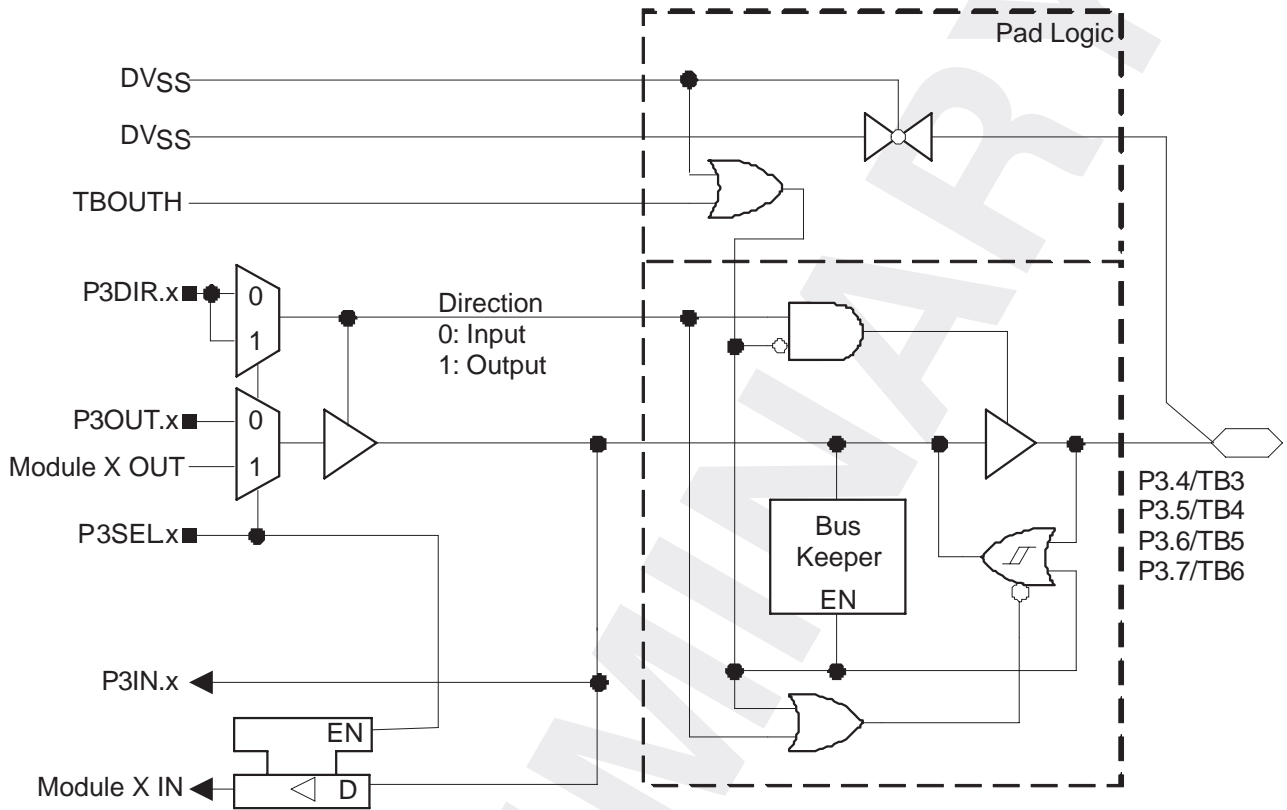 Pad Logic
DVSS
DVSS
TBOUTH
P3DIR.x
0
1
Direction
0: Input
1: Output
P3OUT.x
0
Module X OUT
1
P3SEL.x
Bus
Keeper
EN
P3.4/TB3
P3.5/TB4
P3.6/TB5
P3.7/TB6
P3IN.x
EN
Module X IN
D
MINARY